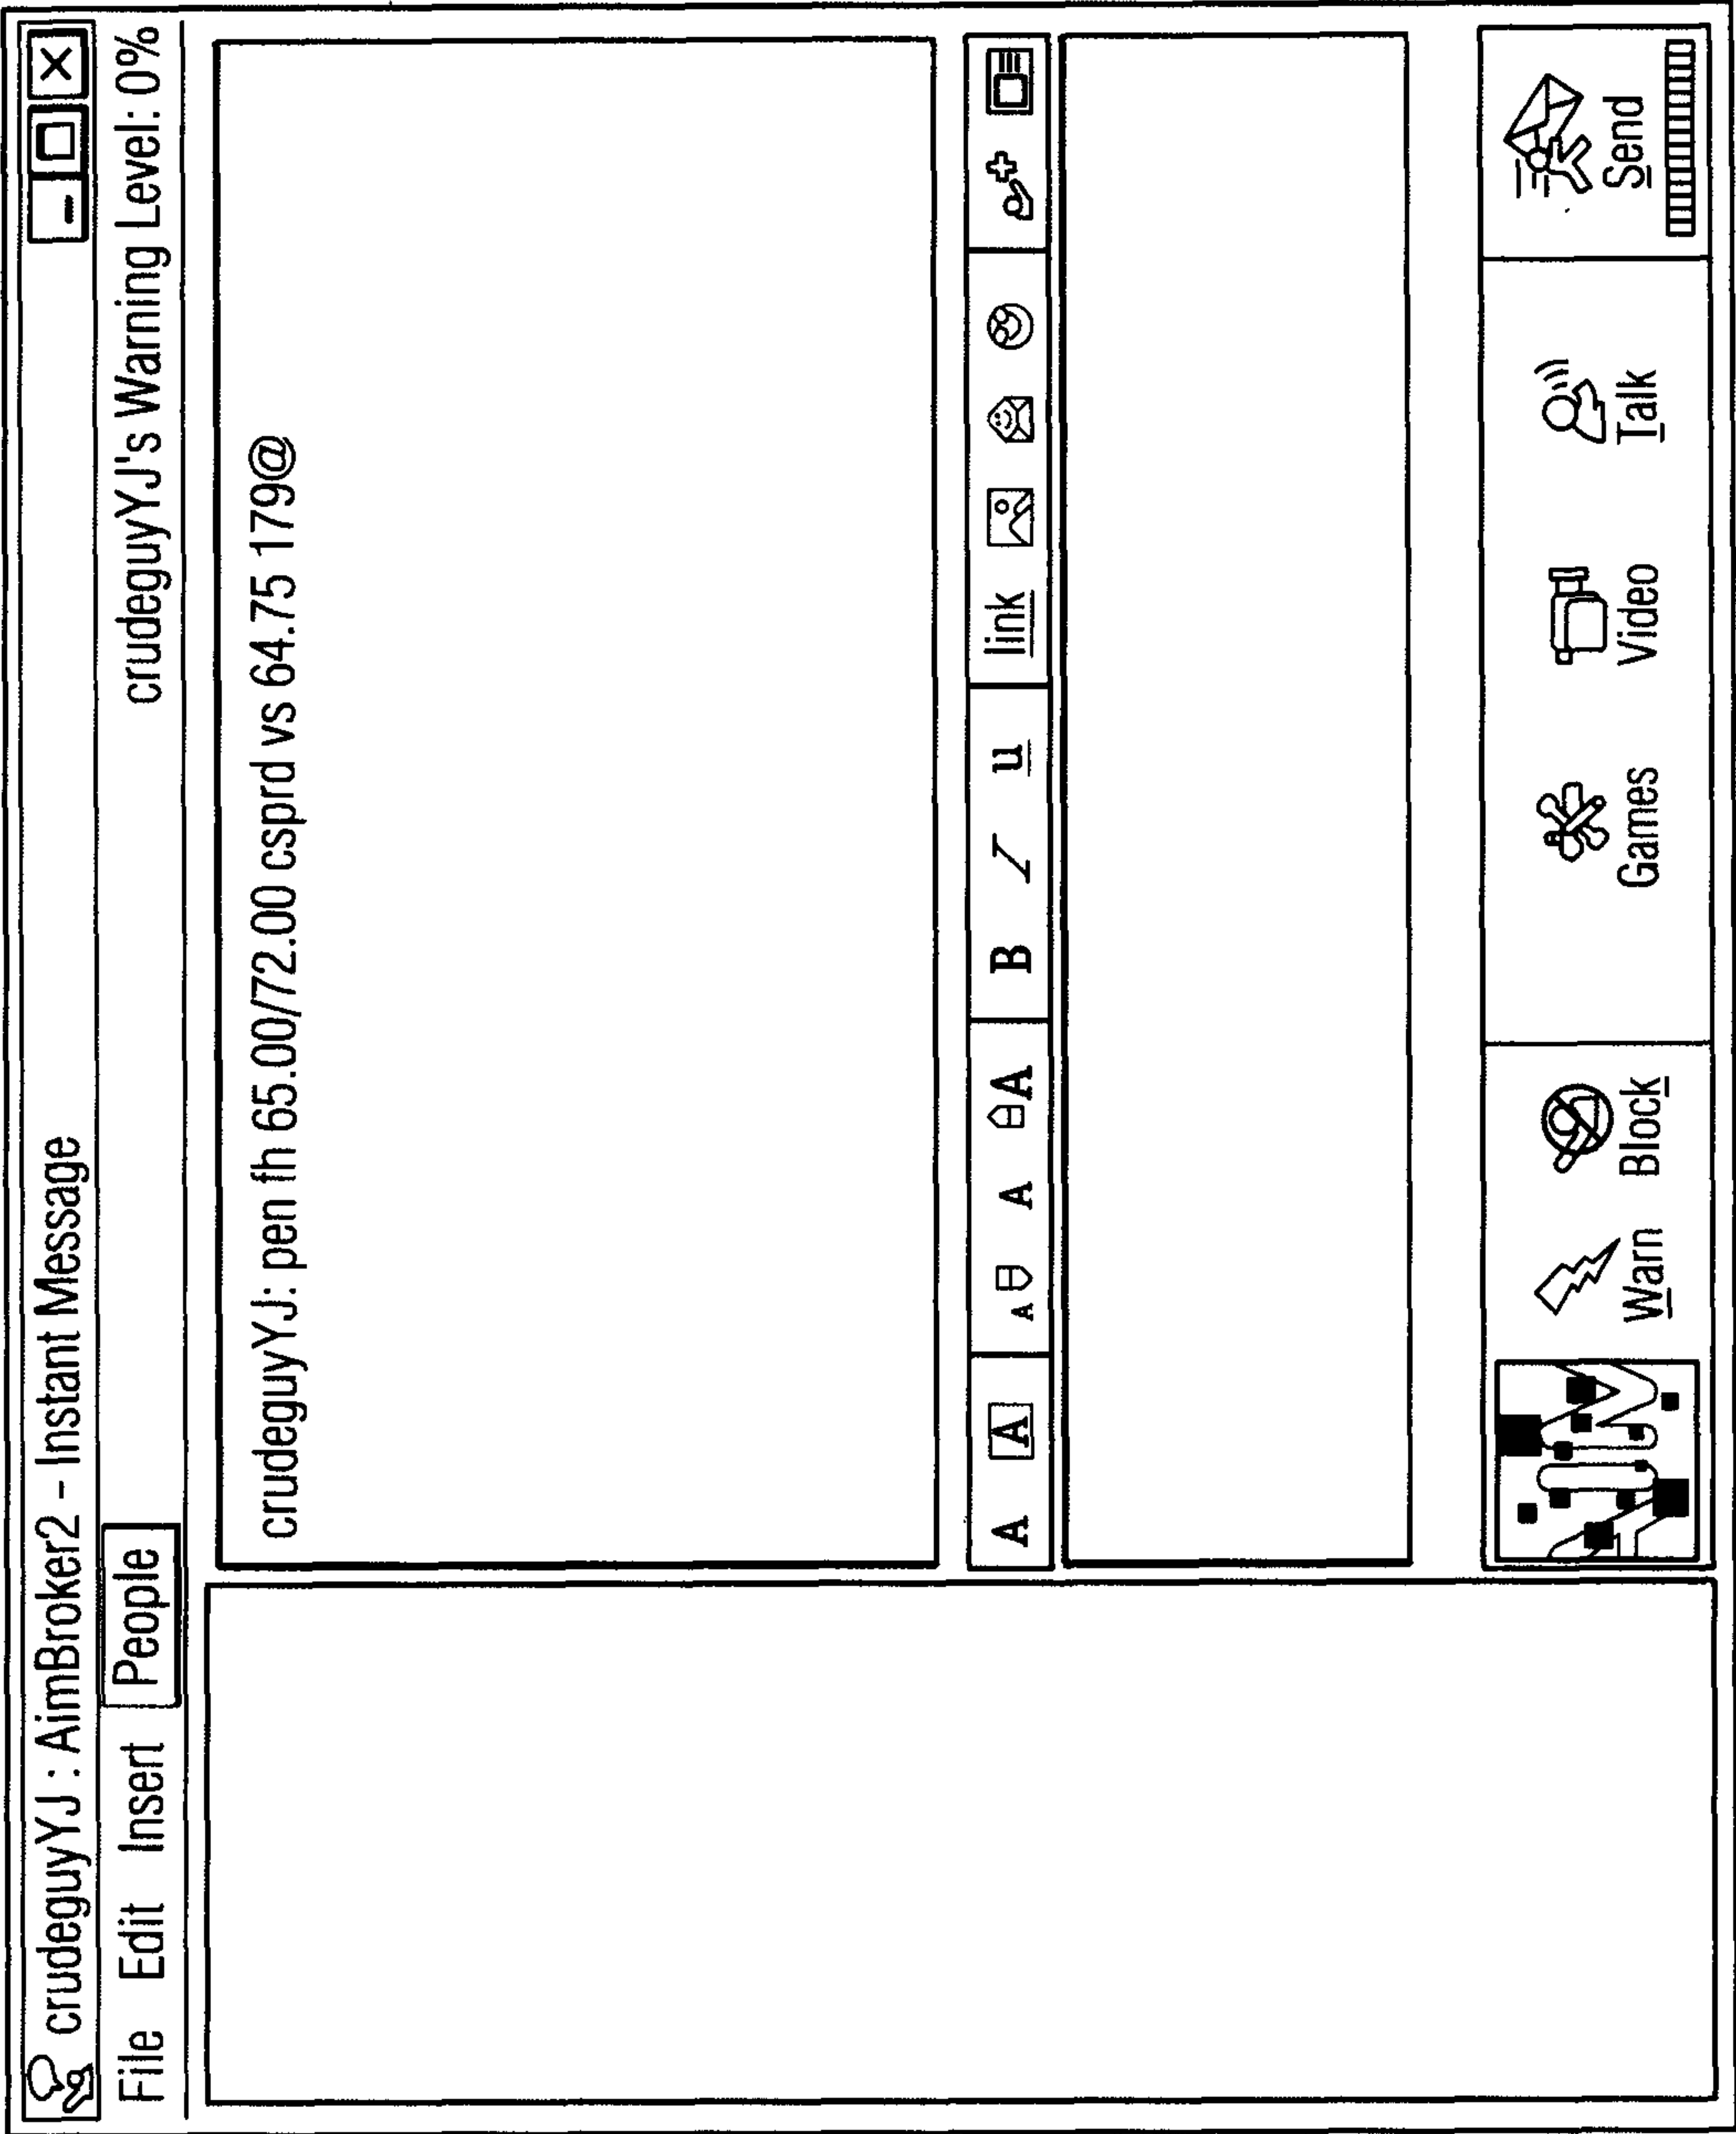 crudeguyYJ : AimBroker2 - Instant Message
File Edit Insert People
crudeguyYJ's Warning Level: 0%
crudeguyYJ: pen fh 65.00/72.00 csprd vs 64.75 179@
A A A A A B I u link
Warn Block Games Video Talk Send